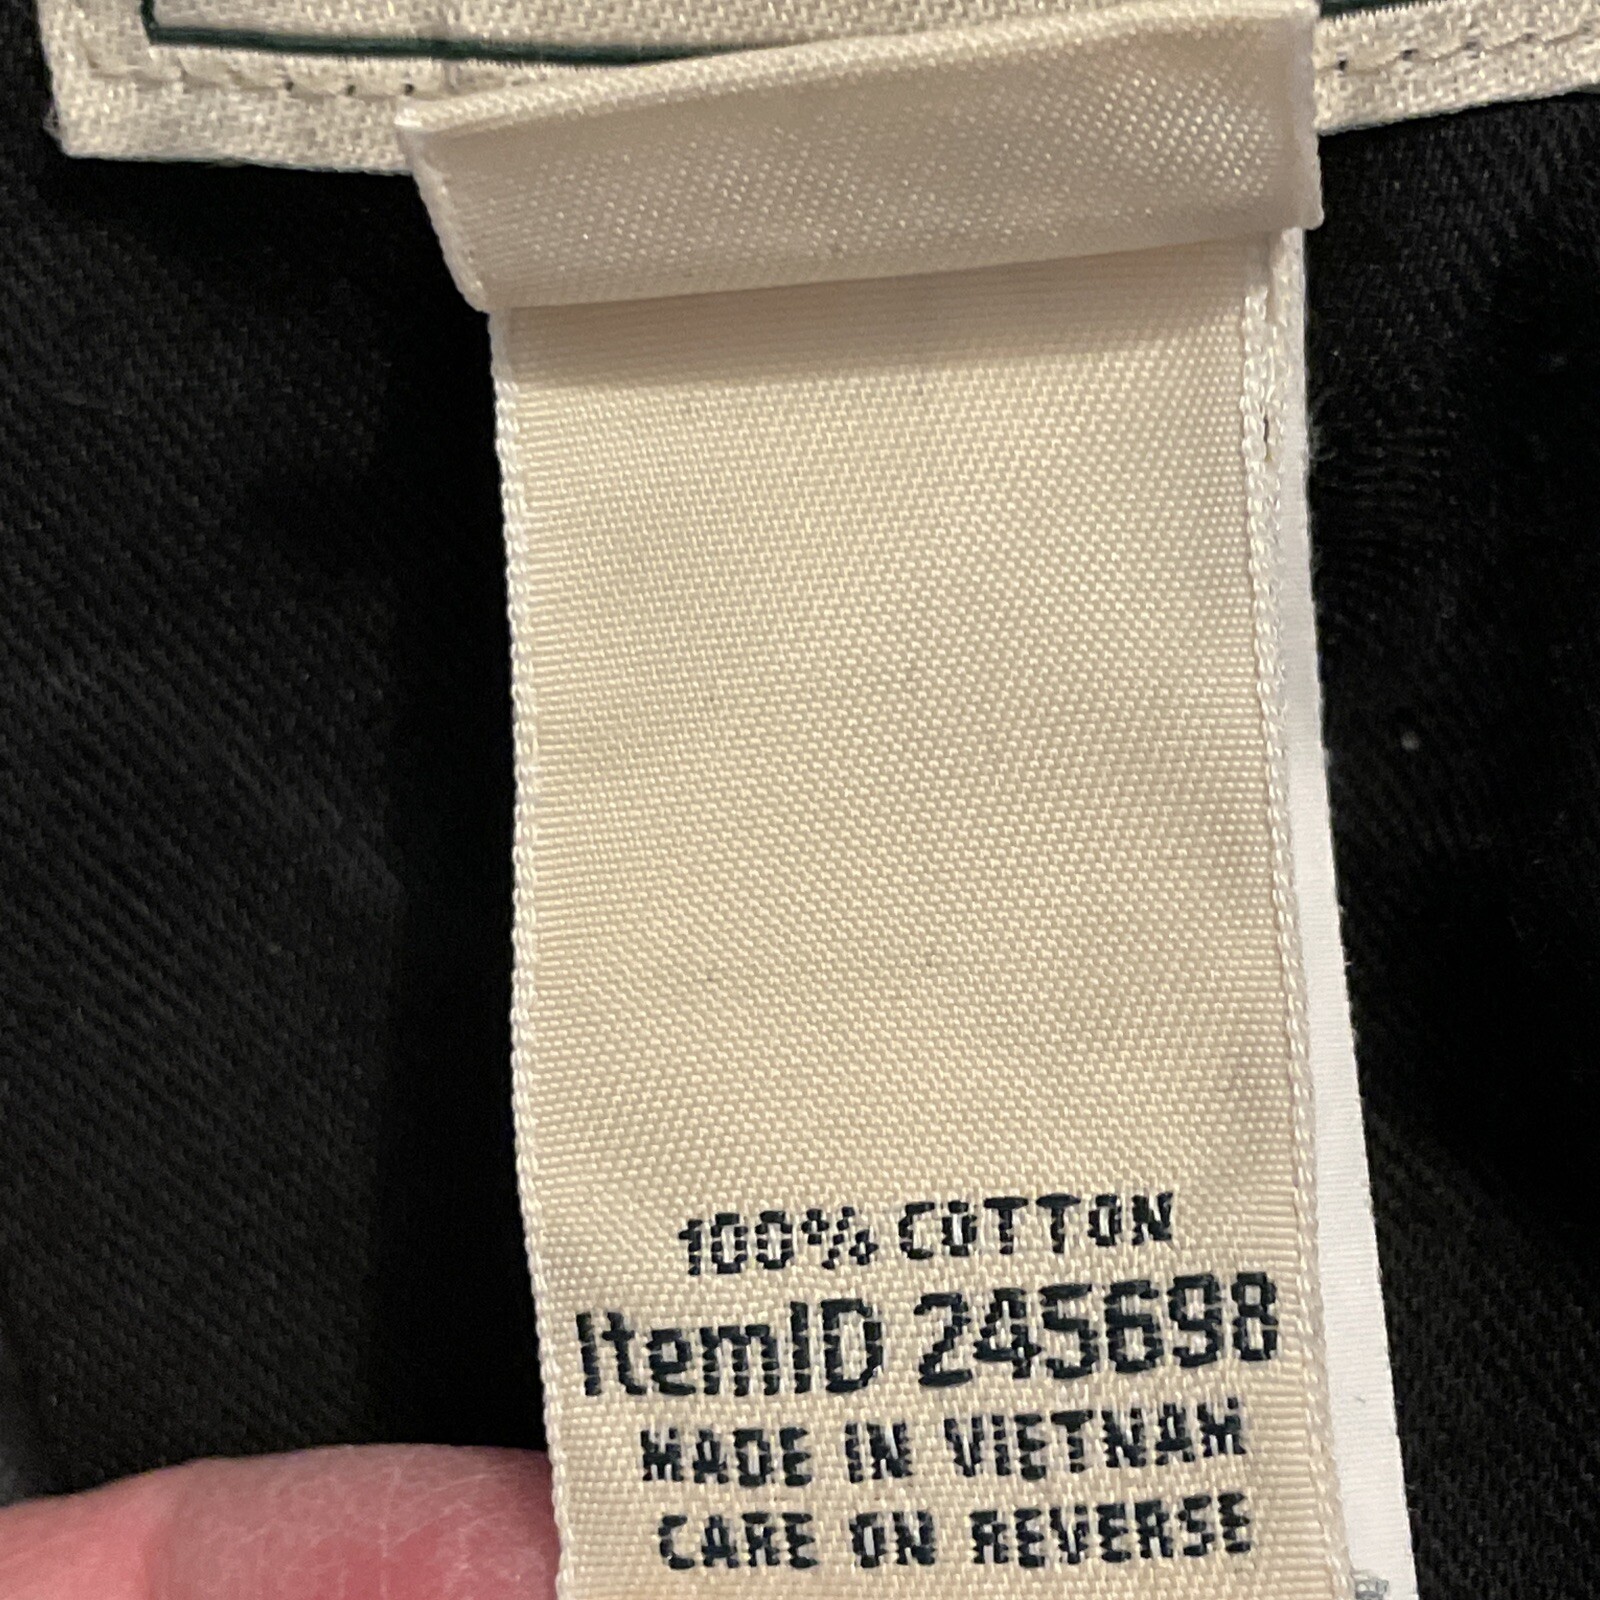 100% COTTON
ItemID 245698
MADE IN VIETNAM
CARE ON REVERSE